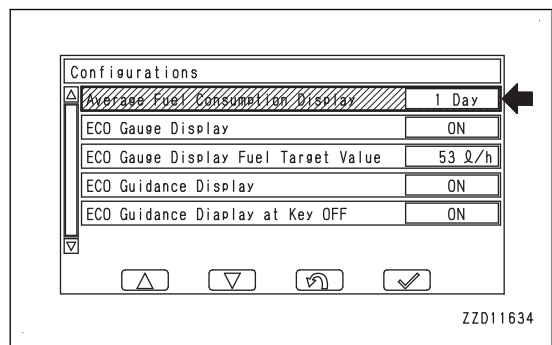 Configurations
Average Fuel Consumption Display 1 Day
ECO Gauge Display ON
ECO Gauge Display Fuel Target Value 53 ℓ/h
ECO Guidance Display ON
ECO Guidance Diaplay at Key OFF ON
ZZD11634